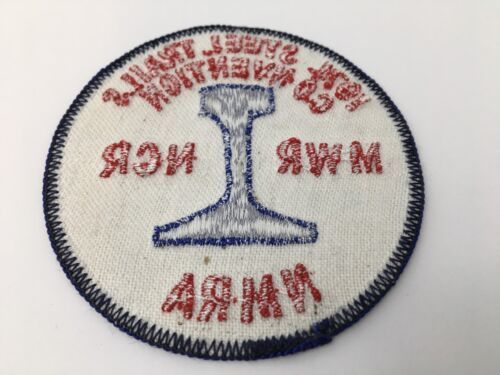 STEEL TRAILS
CONVENTION
MWR NCR
NMRA